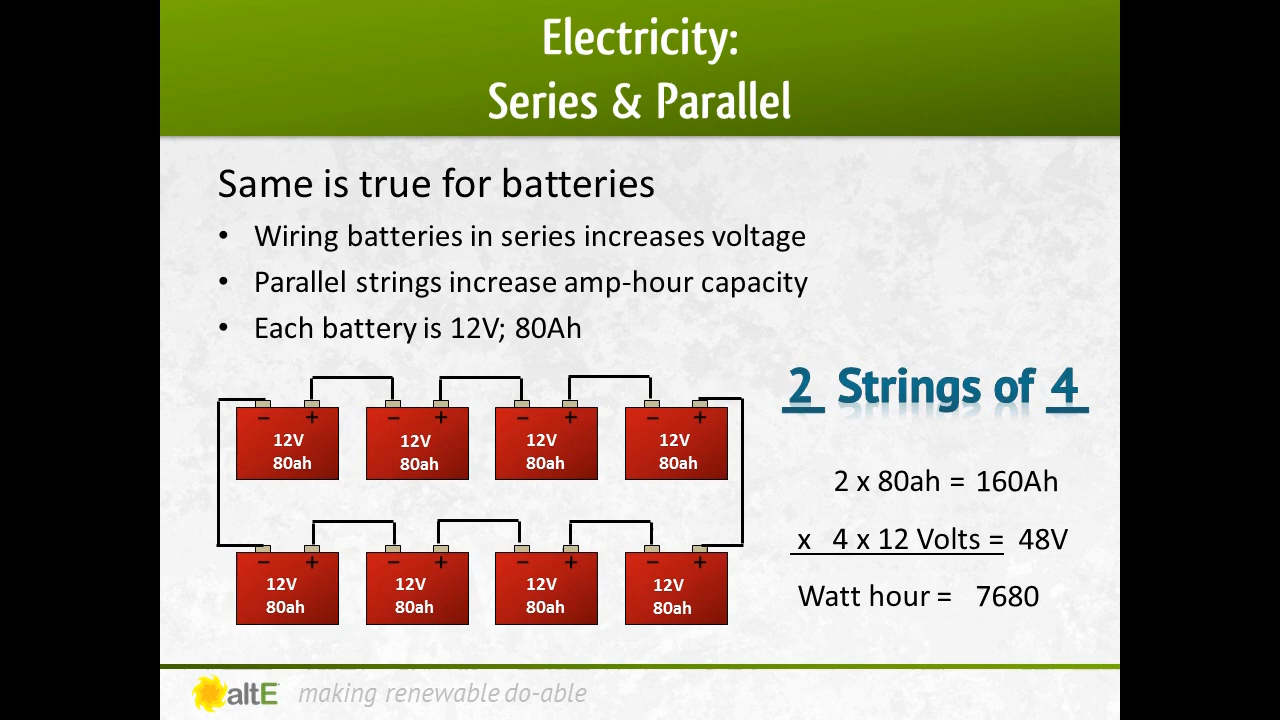 Electricity:
Series & Parallel
Same is true for batteries
• Wiring batteries in series increases voltage
• Parallel strings increase amp-hour capacity
• Each battery is 12V; 80Ah
2 Strings of 4
− + − + − + − +
12V 12V 12V 12V
80ah 80ah 80ah 80ah
2 x 80ah = 160Ah
x 4 x 12 Volts = 48V
− + − + − + − +
12V 12V 12V 12V
80ah 80ah 80ah 80ah
Watt hour = 7680
altE making renewable do-able